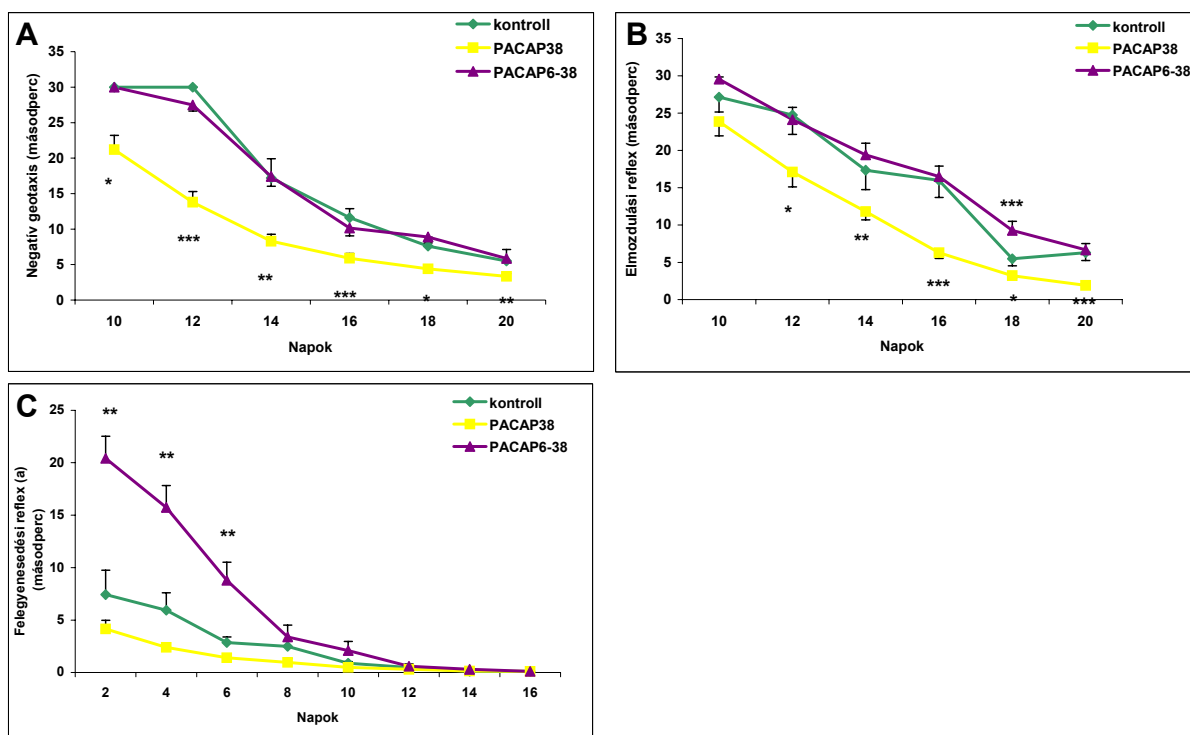 A
kontroll
PACAP38
PACAP6-38
Negatív geotaxis (másodperc)
35
30
25
20
15
10
5
0
*
***
**
***
*
**
10 12 14 16 18 20
Napok
B
kontroll
PACAP38
PACAP6-38
Elmozdulási reflex (másodperc)
35
30
25
20
15
10
5
0
***
*
**
***
*
***
10 12 14 16 18 20
Napok
C
kontroll
PACAP38
PACAP6-38
Felegyenesedési reflex (a)
(másodperc)
25
20
15
10
5
0
**
**
**
2 4 6 8 10 12 14 16
Napok